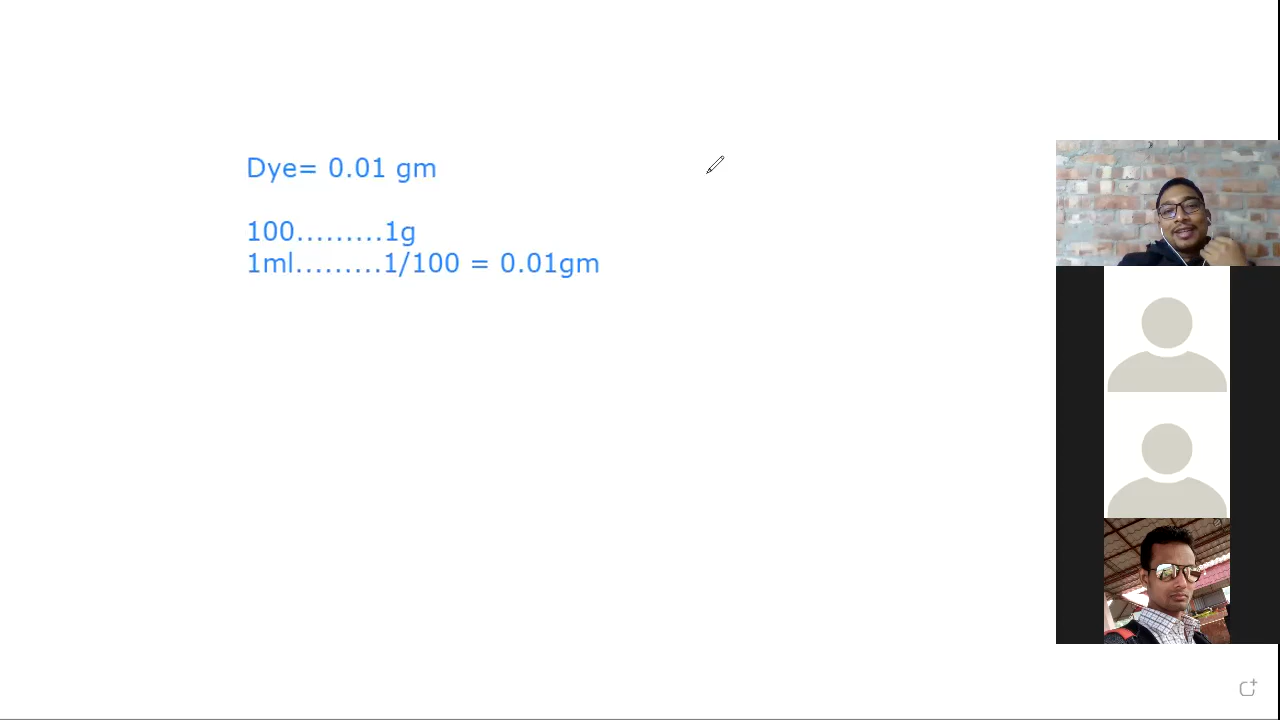 Dye= 0.01 gm
100.........1g
1ml.........1/100 = 0.01gm